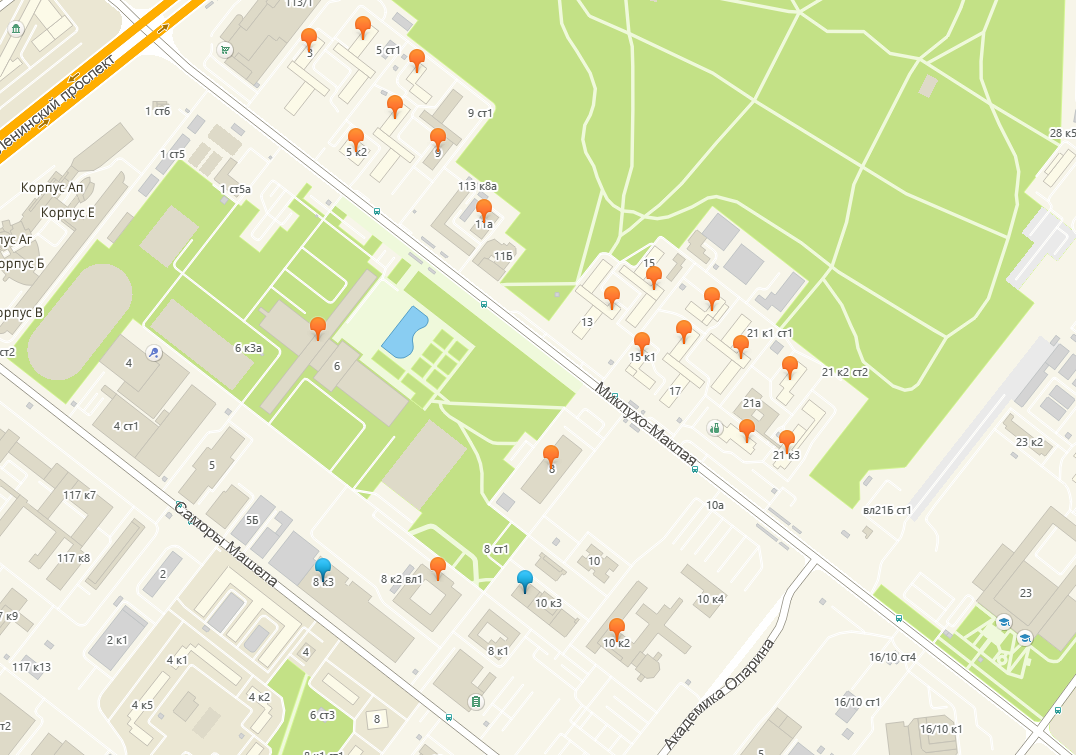 113/1
3
5 ст1
Ленинский проспект
1 ст6
9 ст1
28 к5
1 ст5
5 к2
9
Корпус Ап
1 ст5а
113 к8а
Корпус Е
11а
11Б
15
корпус В
13
21 к1 ст1
ст2
6 к3а
15 к1
4
6
21 к2 ст2
17
Миклухо-Маклая
21а
4 ст1
23 к2
5
21 к3
8
117 к7
10а
вл21Б ст1
Саморы Машела
5Б
8 ст1
117 к8
10
2
8 к3
8 к2 вл1
23
10 к3
10 к4
к9
2 к1
10 к2
8 к1
4
16/10 ст4
4 к1
117 к13
Академика Опарина
4 к2
16/10 ст1
4 к5
6 ст3
8
ст2
16/10 к1
5